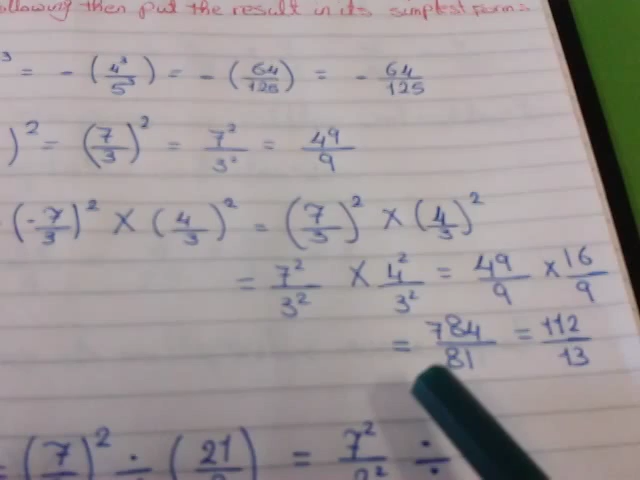 ollowing then put the result in its simplest form:
³ = - (4³/5³) = - (64/125) = - 64/125
)² = (7/3)² = 7²/3² = 49/9
(-7/3)² × (4/3)² = (7/3)² × (4/3)²
= 7²/3² × 4²/3² = 49/9 × 16/9
= 784/81 = 112/13
= (7/)² ÷ (21/) = 7²/ ÷